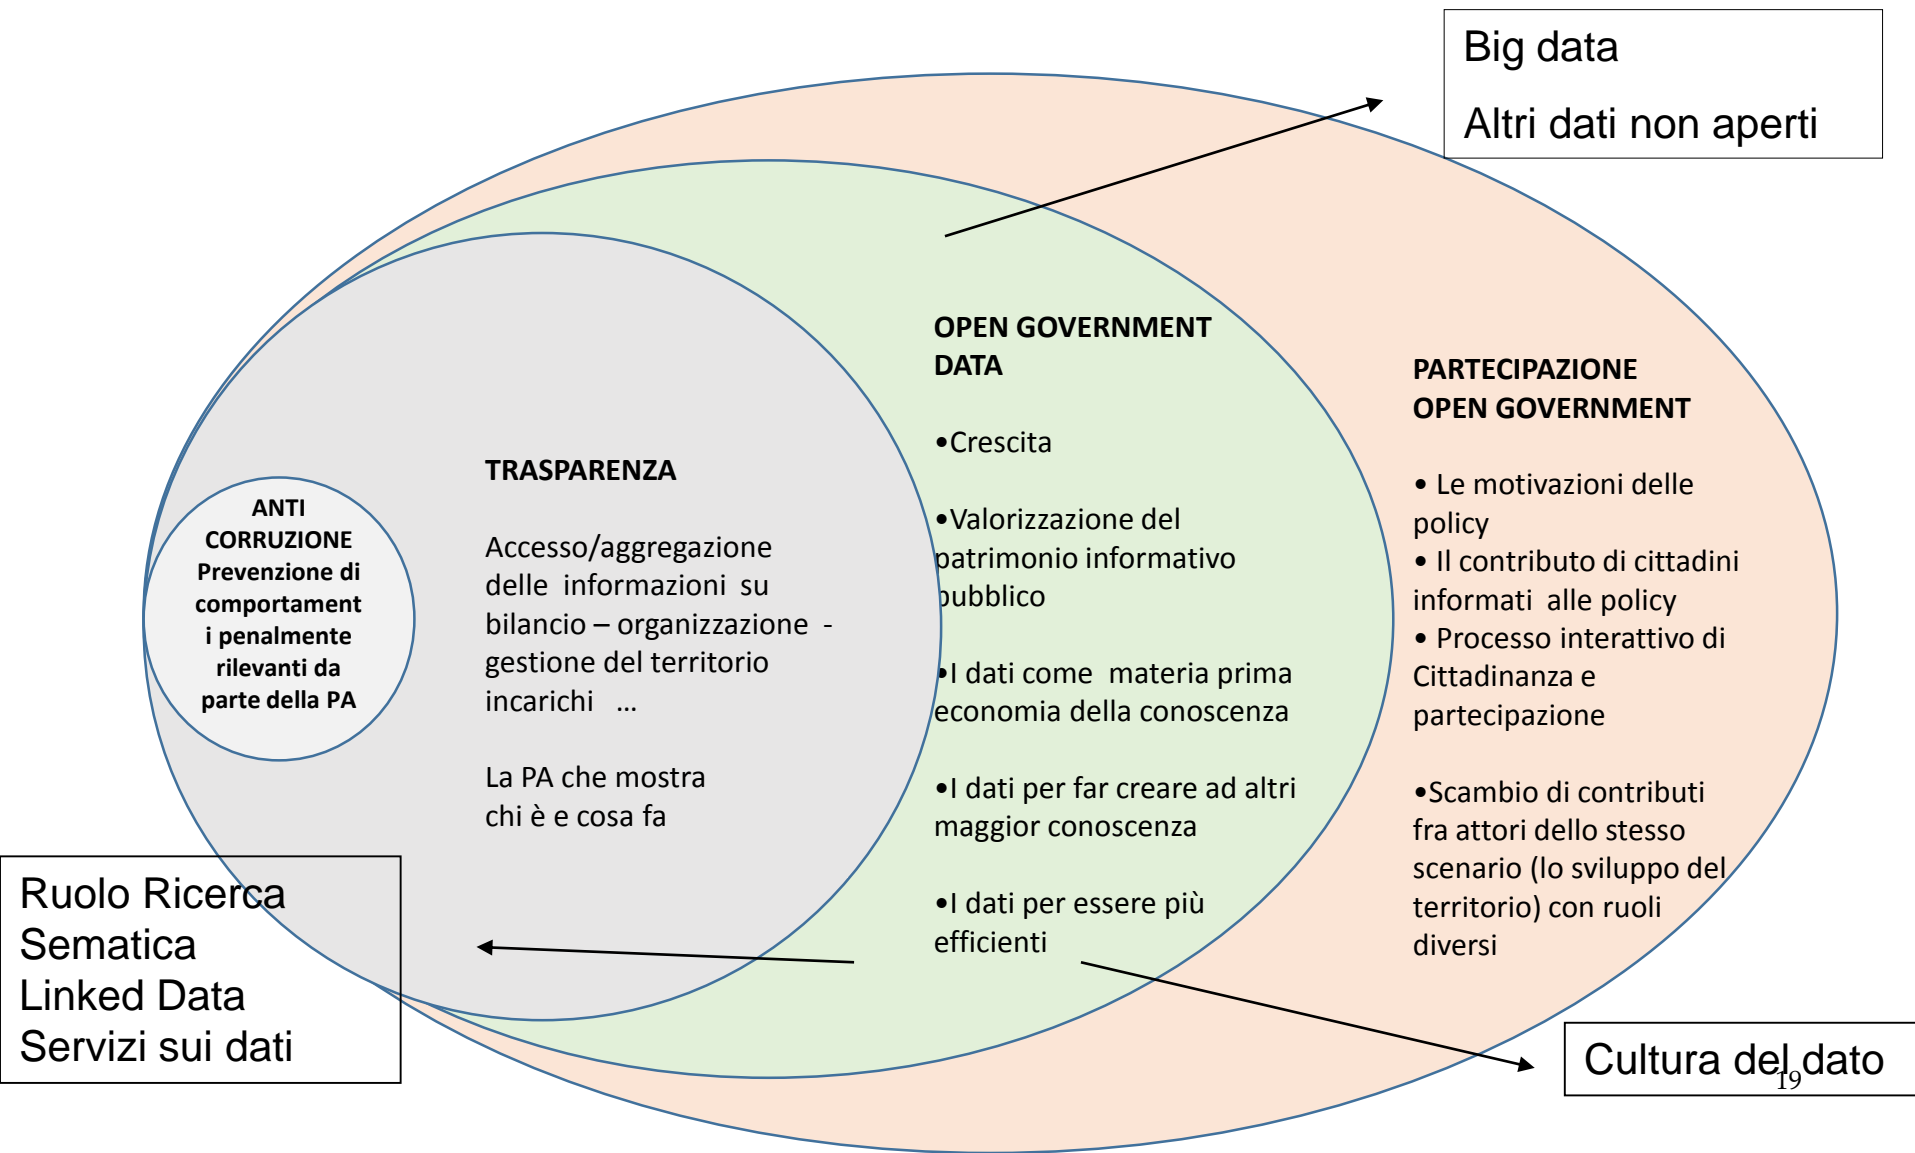 Big data
Altri dati non aperti
OPEN GOVERNMENT
DATA
•Crescita
•Valorizzazione del
patrimonio informativo
pubblico
•I dati come materia prima
economia della conoscenza
•I dati per far creare ad altri
maggior conoscenza
•I dati per essere più
efficienti
PARTECIPAZIONE
OPEN GOVERNMENT
• Le motivazioni delle
policy
• Il contributo di cittadini
informati alle policy
• Processo interattivo di
Cittadinanza e
partecipazione
•Scambio di contributi
fra attori dello stesso
scenario (lo sviluppo del
territorio) con ruoli
diversi
TRASPARENZA
Accesso/aggregazione
delle informazioni su
bilancio – organizzazione -
gestione del territorio
incarichi ...
La PA che mostra
chi è e cosa fa
ANTI
CORRUZIONE
Prevenzione di
comportament
i penalmente
rilevanti da
parte della PA
Ruolo Ricerca
Sematica
Linked Data
Servizi sui dati
Cultura del dato
19